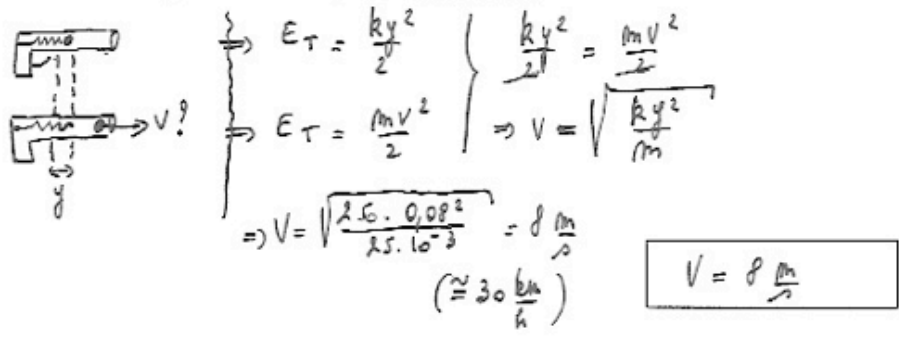 ⇒ E_T = ky²/2 } ky²/2 = mv²/2
V?
⇒ E_T = mv²/2 ⇒ V = √(ky²/m)
y
⇒ V = √(250 . 0,08²/25.10⁻³) = 8 m/s
(≅ 30 km/h)
V = 8 m/s